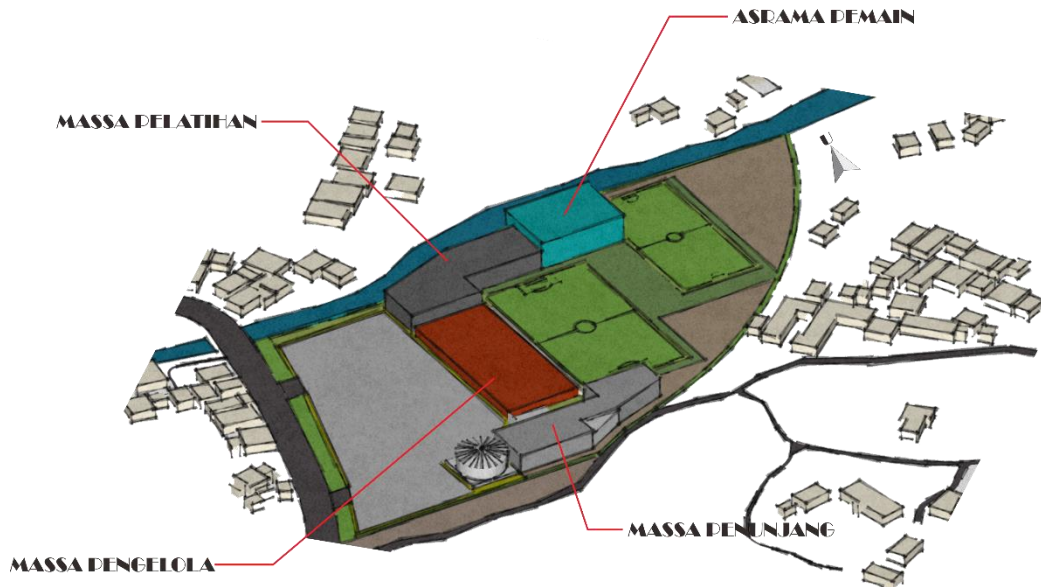 ASRAMA PEMAIN
MASSA PELATIHAN
MASSA PENUNJANG
MASSA PENGELOLA